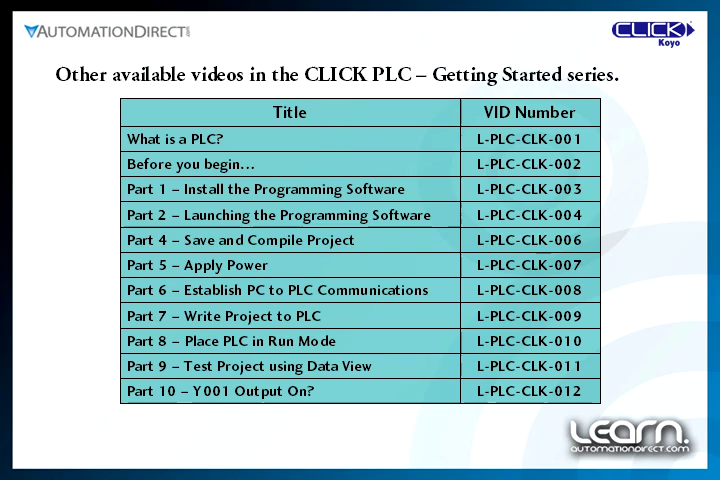 AUTOMATIONDIRECT
CLICK
Koyo
Other available videos in the CLICK PLC – Getting Started series.
Title VID Number
What is a PLC? L-PLC-CLK-001
Before you begin... L-PLC-CLK-002
Part 1 – Install the Programming Software L-PLC-CLK-003
Part 2 – Launching the Programming Software L-PLC-CLK-004
Part 4 – Save and Compile Project L-PLC-CLK-006
Part 5 – Apply Power L-PLC-CLK-007
Part 6 – Establish PC to PLC Communications L-PLC-CLK-008
Part 7 – Write Project to PLC L-PLC-CLK-009
Part 8 – Place PLC in Run Mode L-PLC-CLK-010
Part 9 – Test Project using Data View L-PLC-CLK-011
Part 10 – Y001 Output On? L-PLC-CLK-012
LEARN.
AUTOMATIONDIRECT.COM